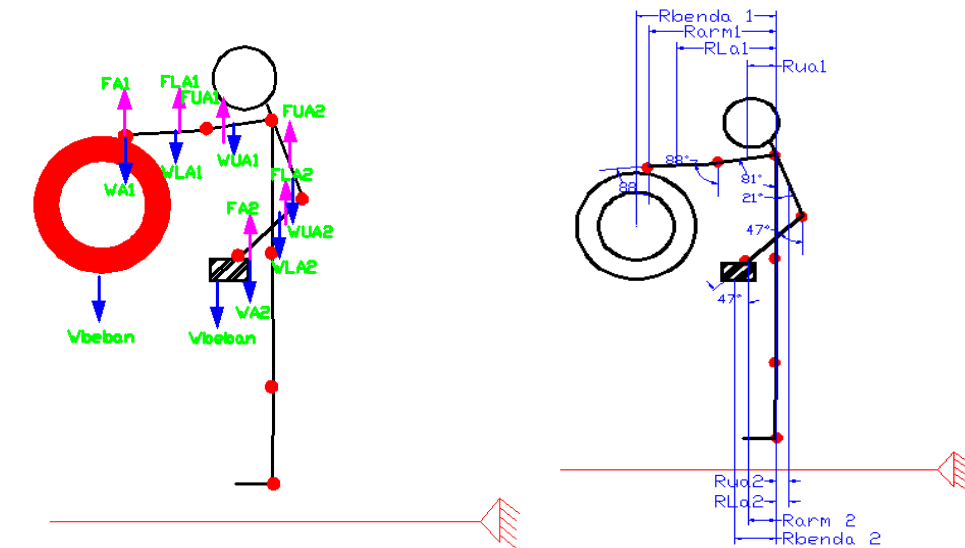 FA1
FLA1
FUA1
FUA2
WUA1
WLA1
WA1
FLA2
FA2
WUA2
WLA2
WA2
Wbeban
Wbeban
Rbenda 1
Rarm1
RLa1
Rua1
88°
88
81°
21°
47°
47°
Rua2
RLa2
Rarm 2
Rbenda 2